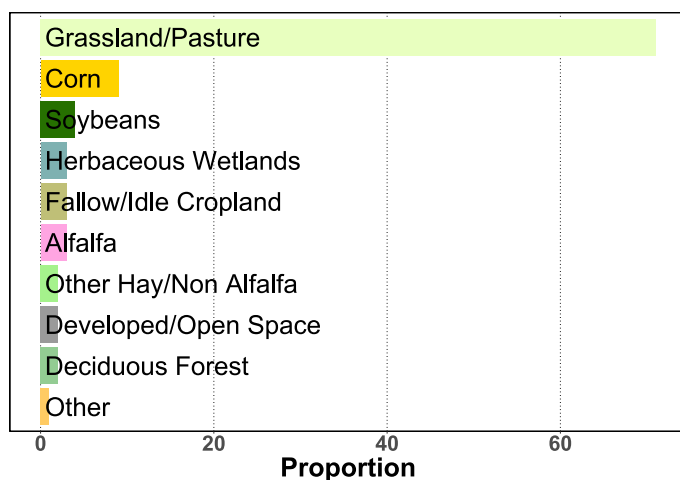 Grassland/Pasture
Corn
Soybeans
Herbaceous Wetlands
Fallow/Idle Cropland
Alfalfa
Other Hay/Non Alfalfa
Developed/Open Space
Deciduous Forest
Other
0 20 40 60
Proportion